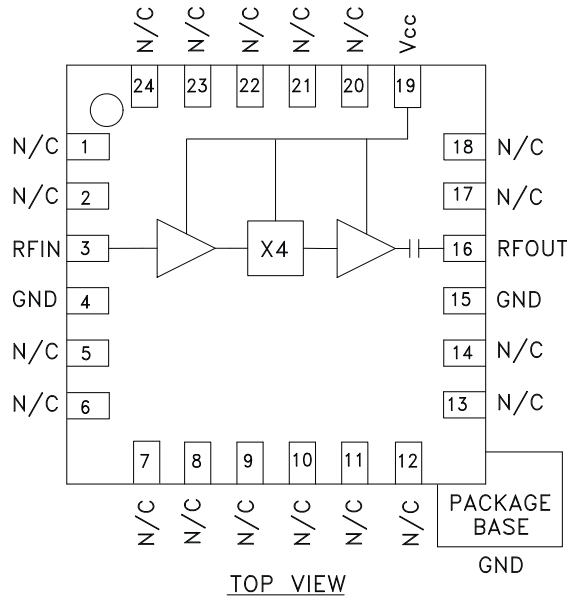 N/C N/C N/C N/C N/C Vcc
24 23 22 21 20 19
N/C 1 18 N/C
N/C 2 17 N/C
RFIN 3 X4 16 RFOUT
GND 4 15 GND
N/C 5 14 N/C
N/C 6 13 N/C
7 8 9 10 11 12
N/C N/C N/C N/C N/C N/C
PACKAGE
BASE
GND
TOP VIEW